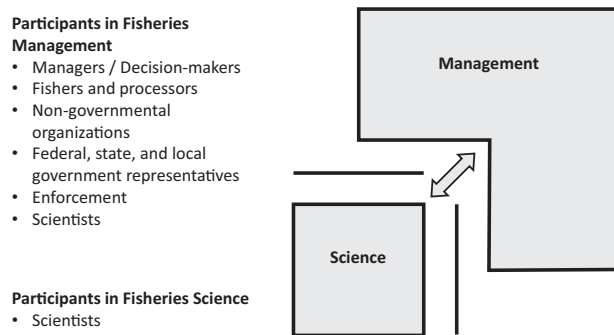 Participants in Fisheries
Management
• Managers / Decision-makers
• Fishers and processors
• Non-governmental
organizations
• Federal, state, and local
government representatives
• Enforcement
• Scientists
Participants in Fisheries Science
• Scientists
Management
Science